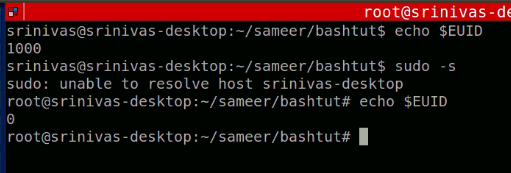 root@srinivas-de
srinivas@srinivas-desktop:~/sameer/bashtut$ echo $EUID
1000
srinivas@srinivas-desktop:~/sameer/bashtut$ sudo -s
sudo: unable to resolve host srinivas-desktop
root@srinivas-desktop:~/sameer/bashtut# echo $EUID
0
root@srinivas-desktop:~/sameer/bashtut#